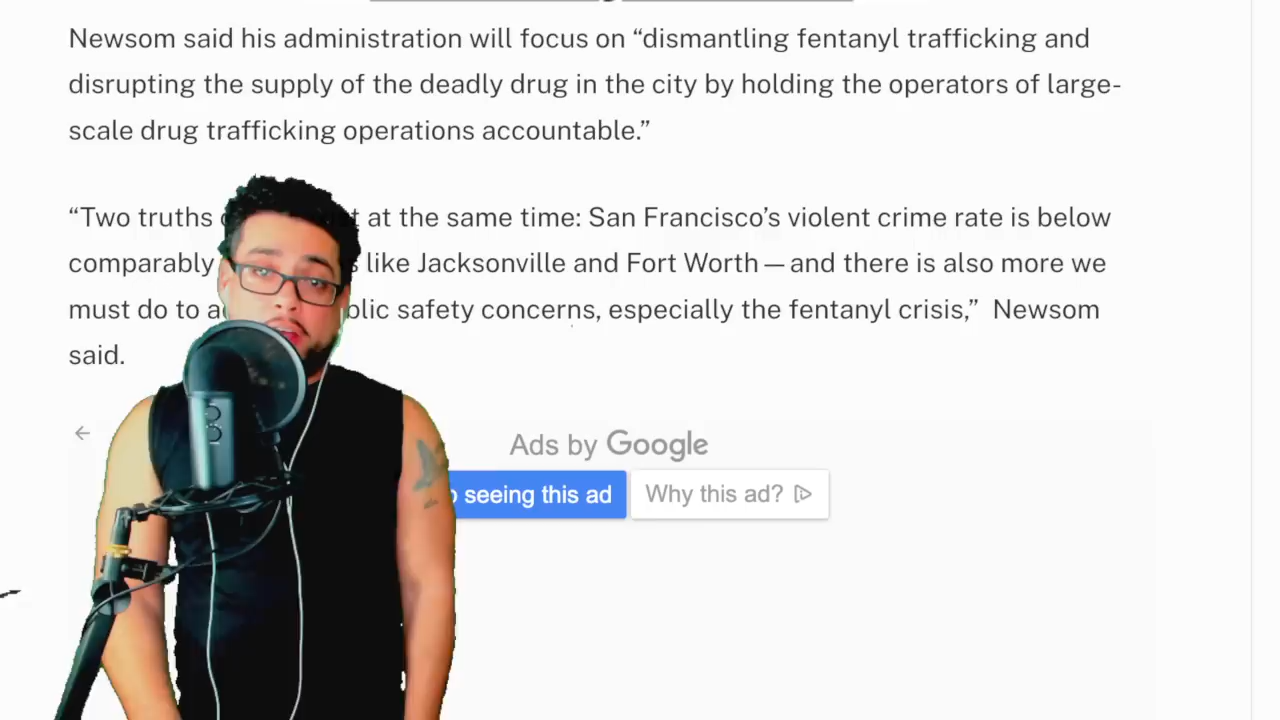 Newsom said his administration will focus on “dismantling fentanyl trafficking and
disrupting the supply of the deadly drug in the city by holding the operators of large-
scale drug trafficking operations accountable.”
“Two truths at the same time: San Francisco’s violent crime rate is below
comparably like Jacksonville and Fort Worth—and there is also more we
must do to safety concerns, especially the fentanyl crisis,” Newsom
said.
Ads by Google
seeing this ad Why this ad?